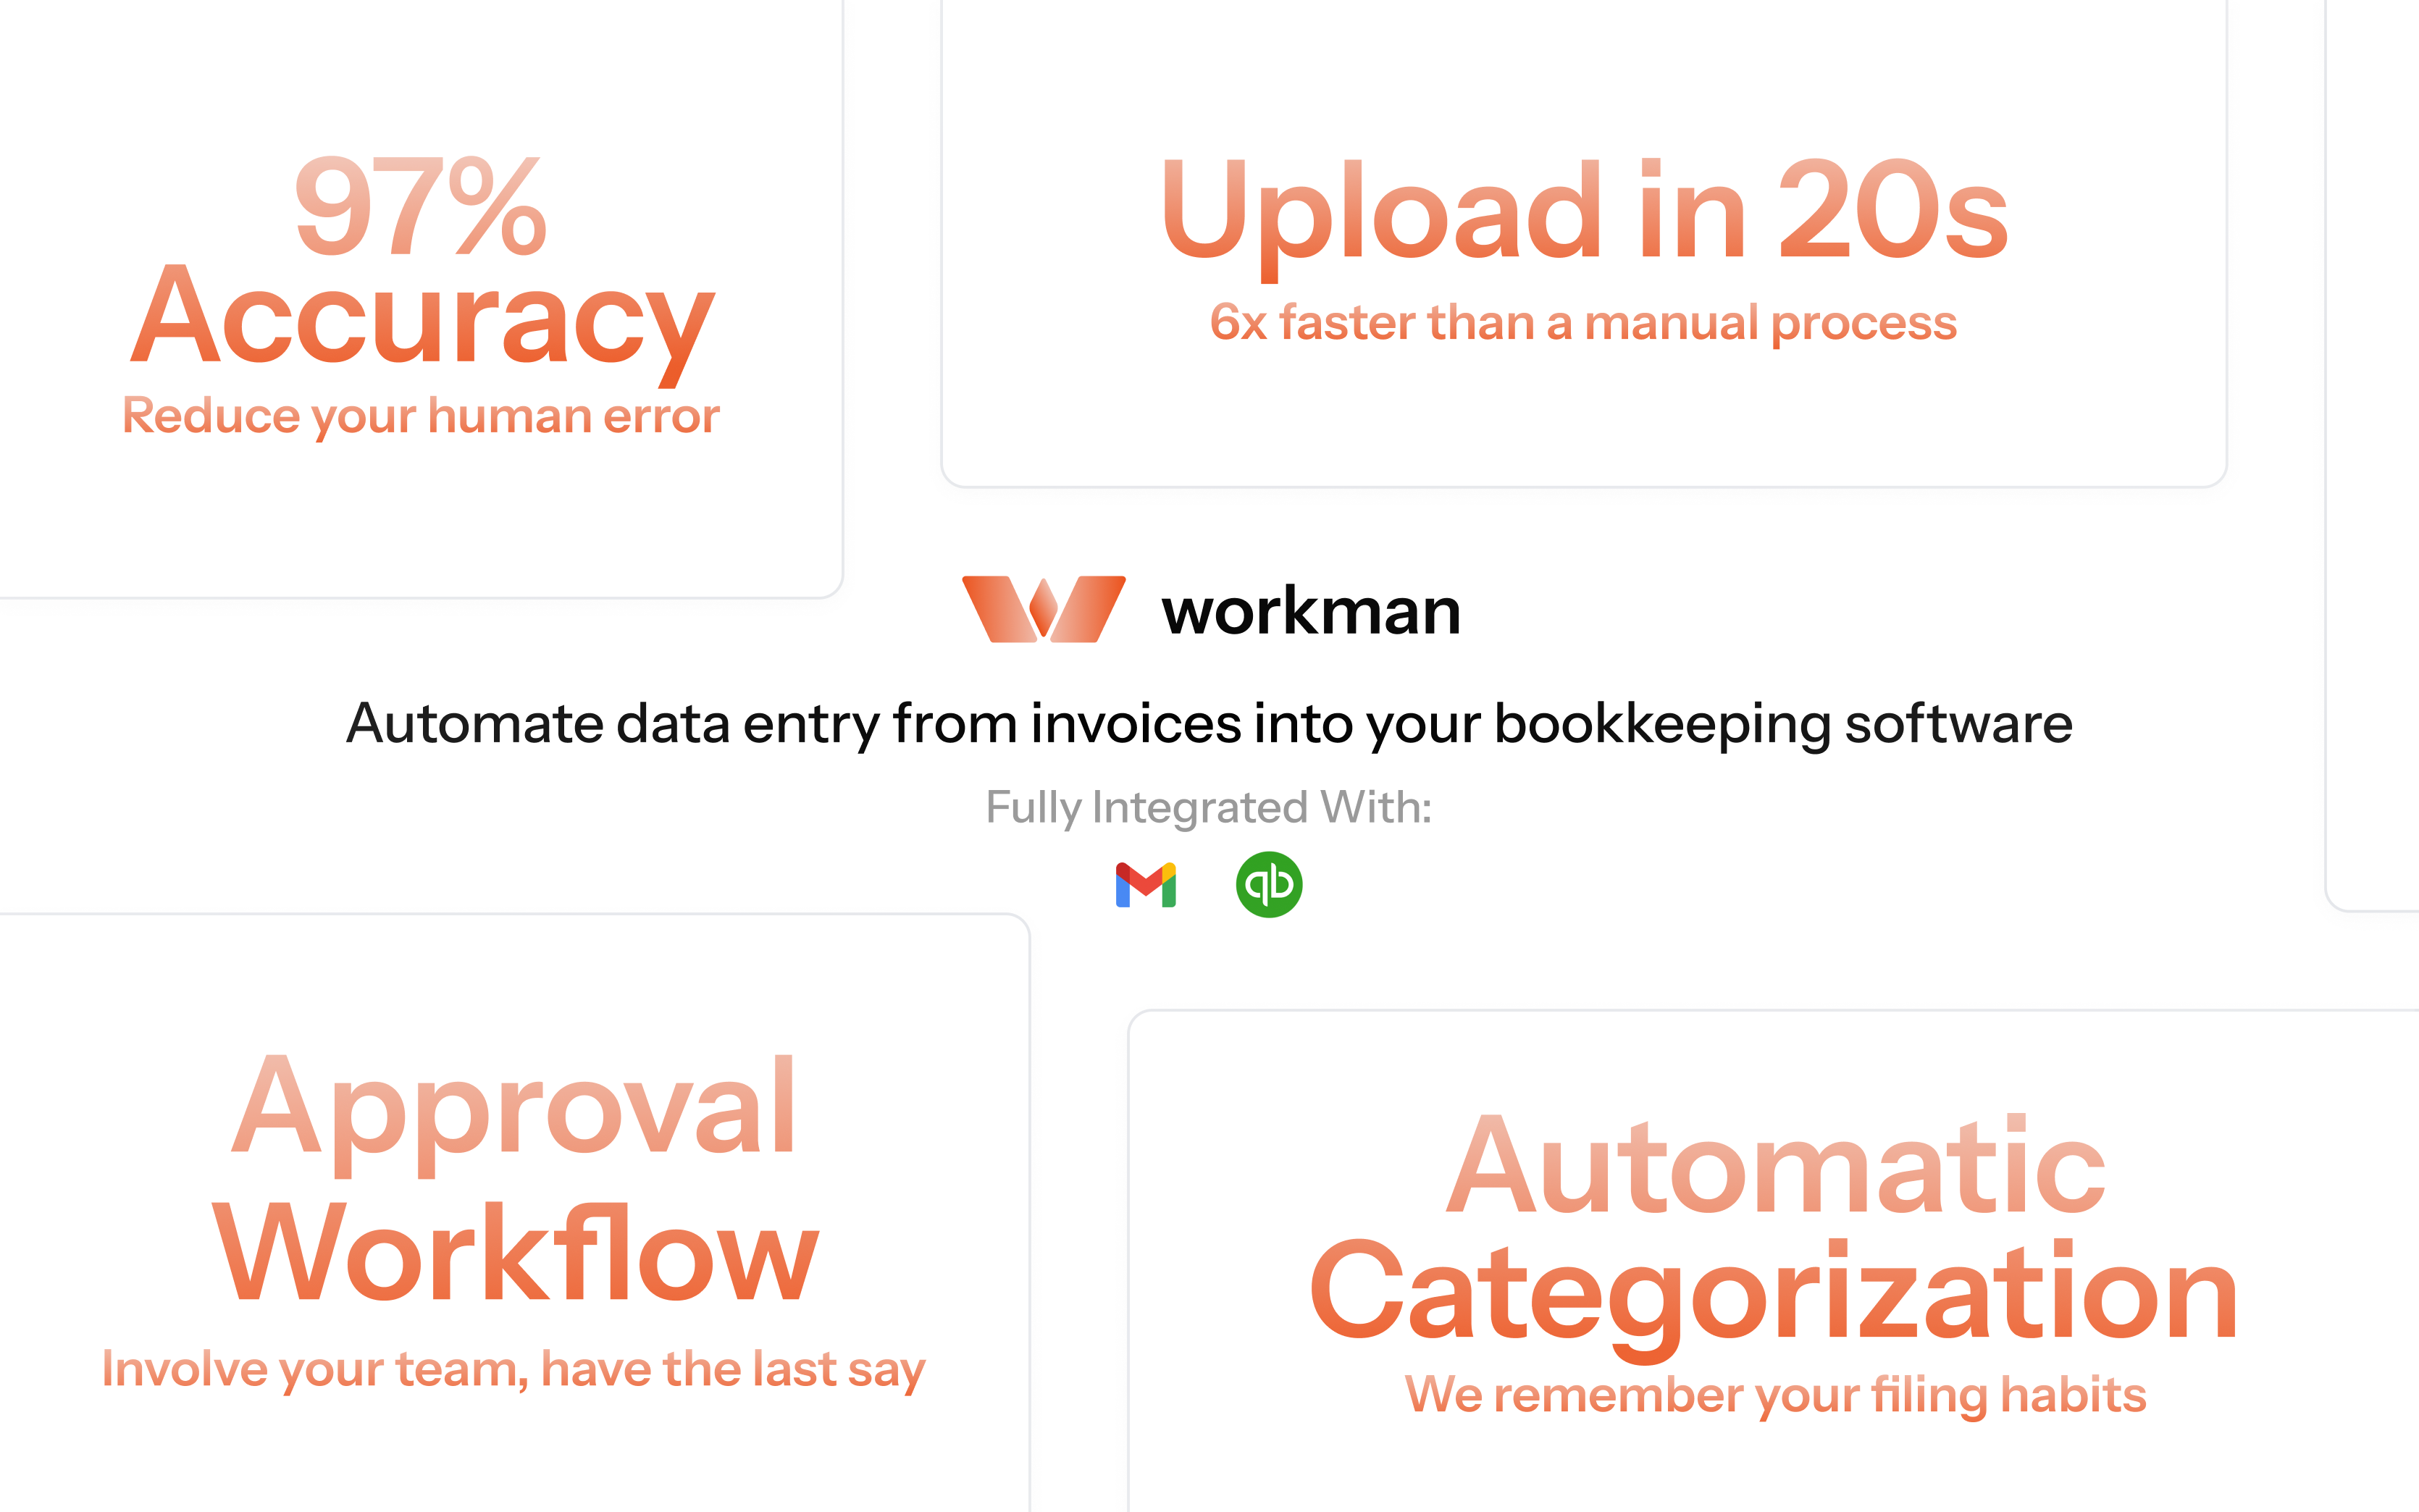 97%
Accuracy
Reduce your human error
Upload in 20s
6x faster than a manual process
workman
Automate data entry from invoices into your bookkeeping software
Fully Integrated With:
qb
Approval
Workflow
Involve your team, have the last say
Automatic
Categorization
We remember your filing habits